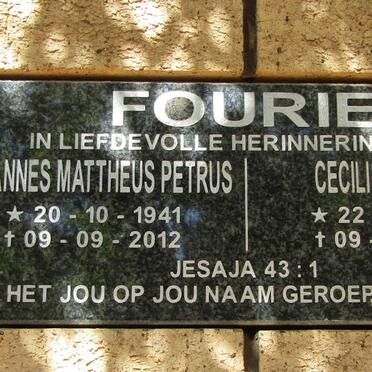 FOURIE
IN LIEFDEVOLLE HERINNERIN
ANNES MATTHEUS PETRUS CECILI
★ 20 - 10 - 1941 ★ 22
✝ 09 - 09 - 2012 ✝ 09 -
JESAJA 43 : 1
HET JOU OP JOU NAAM GEROEP